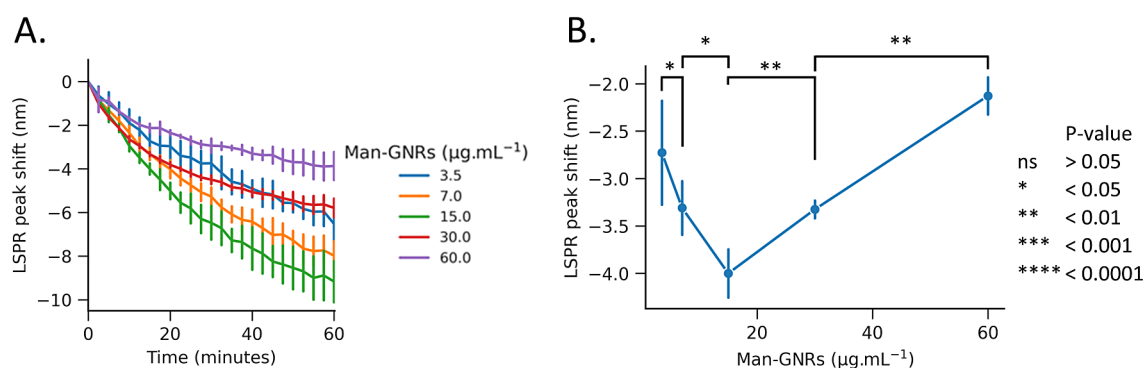 A.
LSPR peak shift (nm)
0
−2
−4
−6
−8
−10
0
20
40
60
Time (minutes)
Man-GNRs (µg.mL⁻¹)
3.5
7.0
15.0
30.0
60.0
B.
*
*
**
**
LSPR peak shift (nm)
−2.0
−2.5
−3.0
−3.5
−4.0
20
40
60
Man-GNRs (µg.mL⁻¹)
P-value
ns > 0.05
* < 0.05
** < 0.01
*** < 0.001
**** < 0.0001